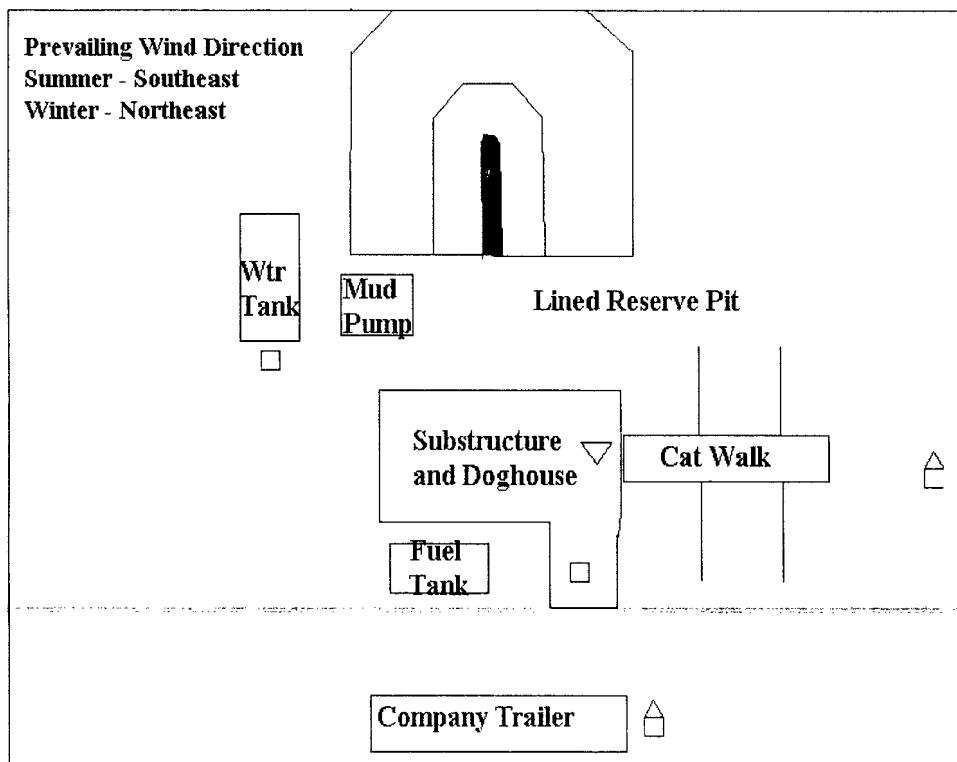 Prevailing Wind Direction
Summer - Southeast
Winter - Northeast
Wtr
Tank
Mud
Pump
Lined Reserve Pit
Substructure
and Doghouse
Cat Walk
Fuel
Tank
Company Trailer